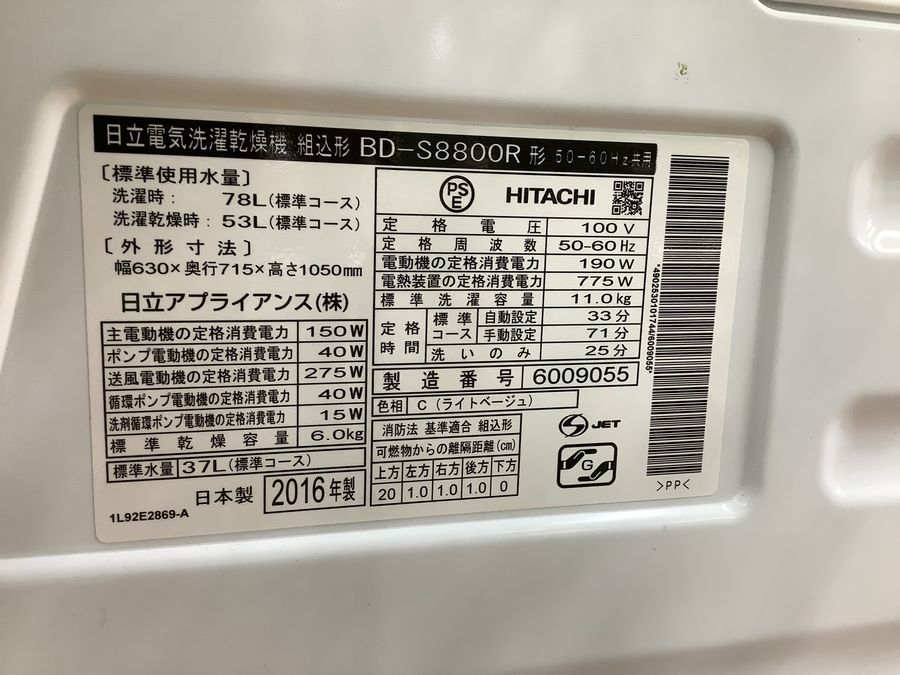 日立電気洗濯乾燥機 組込形 BD-S8800R 形 50-60Hz共用
〔標準使用水量〕
洗濯時： 78L(標準コース)
洗濯乾燥時： 53L(標準コース)
〔外形寸法〕
幅630×奥行715×高さ1050mm
日立アプライアンス(株)
主電動機の定格消費電力 150W
ポンプ電動機の定格消費電力 40W
送風電動機の定格消費電力 275W
循環ポンプ電動機の定格消費電力 40W
洗剤循環ポンプ電動機の定格消費電力 15W
標準乾燥容量 6.0kg
標準水量 37L(標準コース)
日本製 2016年製
1L92E2869-A
PSE HITACHI
定格電圧 100V
定格周波数 50-60Hz
電動機の定格消費電力 190W
電熱装置の定格消費電力 775W
標準洗濯容量 11.0kg
定格時間 標準コース 自動設定 33分
手動設定 71分
洗いのみ 25分
製造番号 6009055
色相 C(ライトベージュ)
消防法 基準適合 組込形
可燃物からの離隔距離(cm)
上方 左方 右方 後方 下方
20 1.0 1.0 1.0 0
S JET
G
*4902530101744/6009055*
>PP<